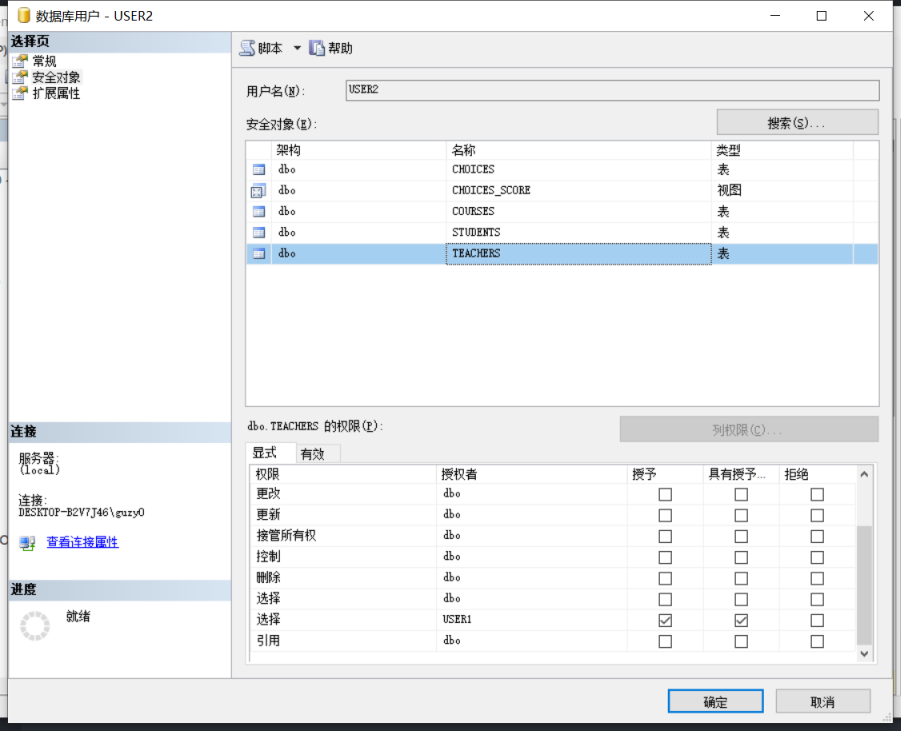 数据库用户 - USER2
选择页
常规
安全对象
扩展属性
脚本 帮助
用户名(N): USER2
安全对象(E): 搜索(S)...
架构 名称 类型
dbo CHOICES 表
dbo CHOICES_SCORE 视图
dbo COURSES 表
dbo STUDENTS 表
dbo TEACHERS 表
连接
服务器:
(local)
连接:
DESKTOP-B2V7J46\guzy0
查看连接属性
进度
就绪
dbo.TEACHERS 的权限(P): 列权限(C)...
显式 有效
权限 授权者 授予 具有授予... 拒绝
更改 dbo
更新 dbo
接管所有权 dbo
控制 dbo
删除 dbo
选择 dbo
选择 USER1
引用 dbo
确定 取消